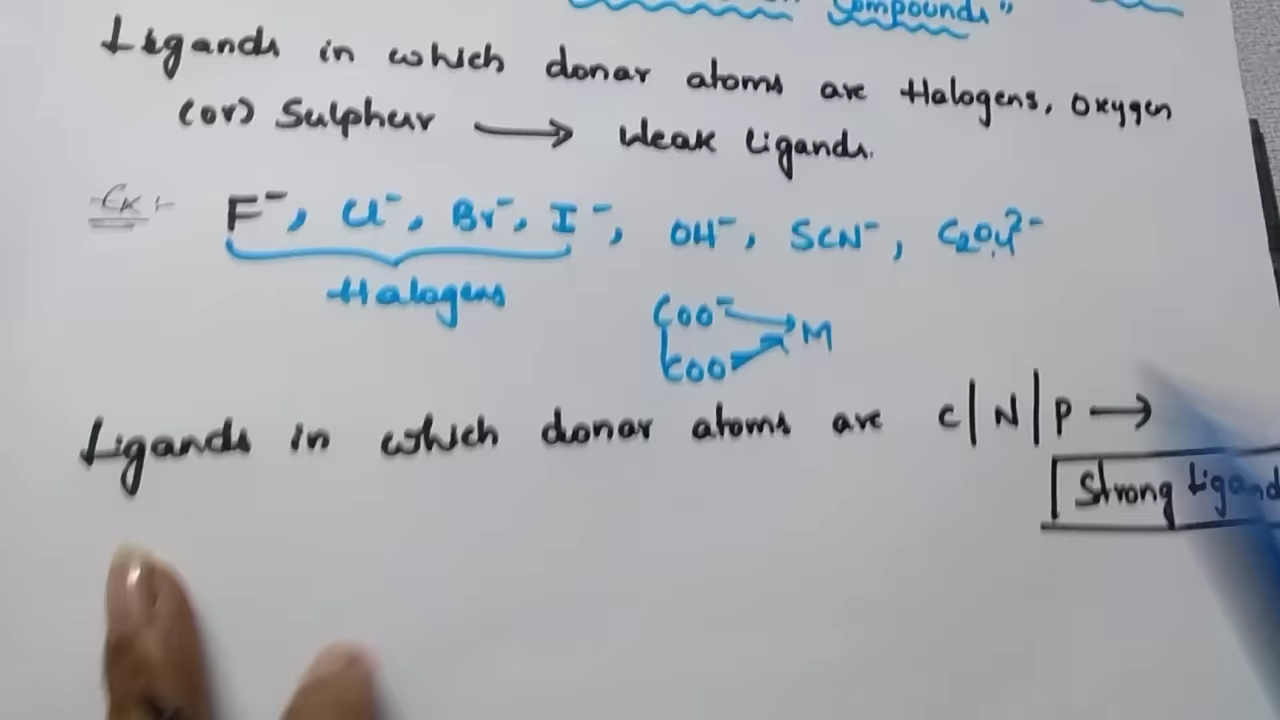 Compounds"
Ligands in which donar atoms are Halogens, oxygen
(or) Sulphur → Weak Ligands.
Ex:-
F⁻, Cl⁻, Br⁻, I⁻, OH⁻, SCN⁻, C₂O₄²⁻
Halogens
COO⁻ → M
COO⁻
Ligands in which donar atoms are C|N|P →
Strong Ligand